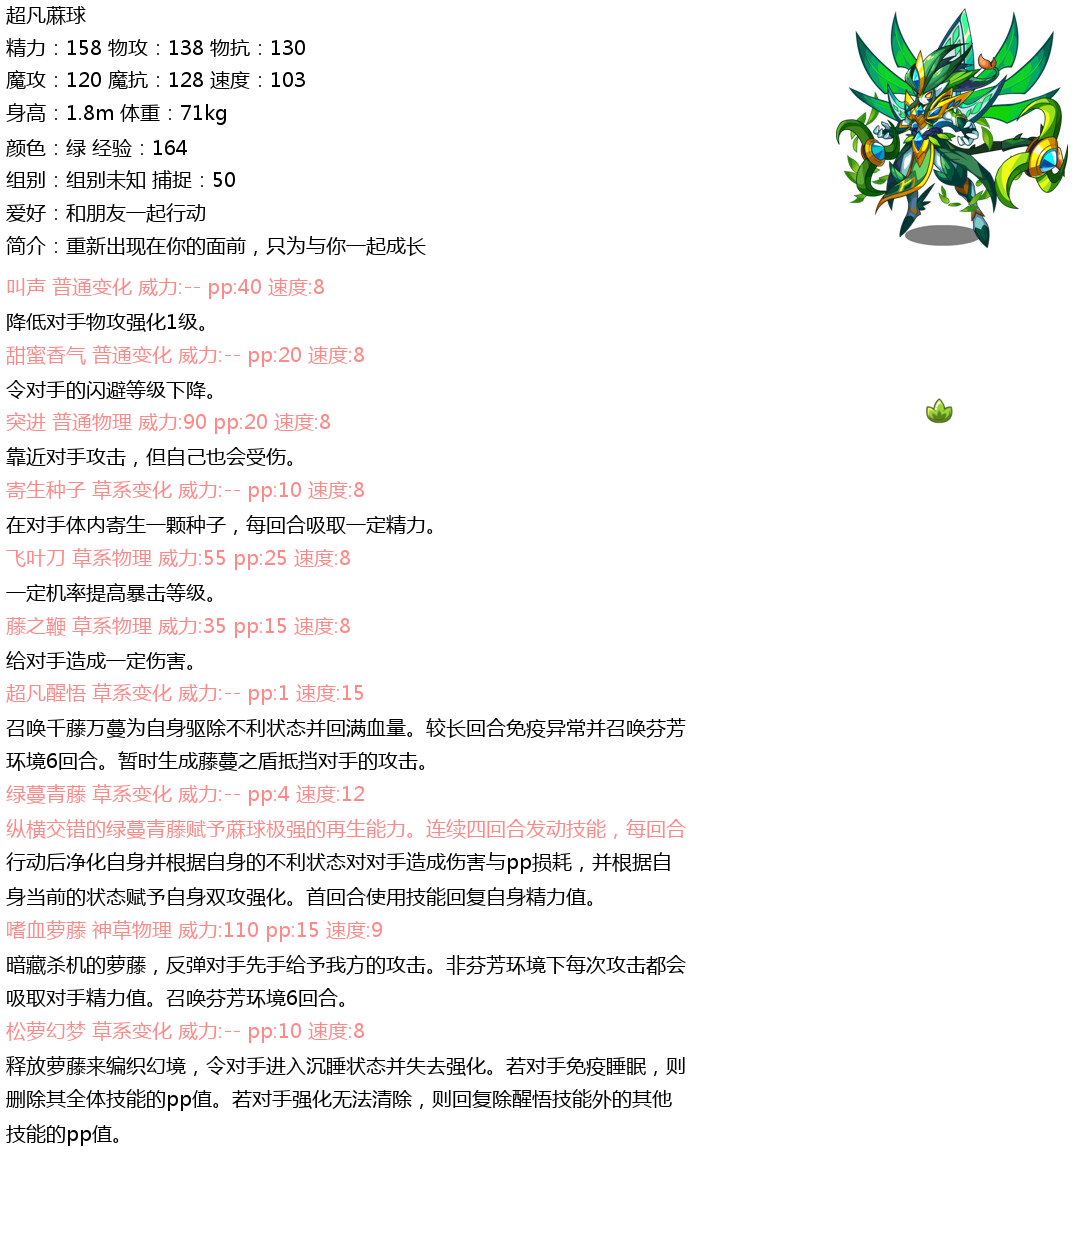 超凡蔴球
精力：158 物攻：138 物抗：130
魔攻：120 魔抗：128 速度：103
身高：1.8m 体重：71kg
颜色：绿 经验：164
组别：组别未知 捕捉：50
爱好：和朋友一起行动
简介：重新出现在你的面前，只为与你一起成长
叫声 普通变化 威力:-- pp:40 速度:8
降低对手物攻强化1级。
甜蜜香气 普通变化 威力:-- pp:20 速度:8
令对手的闪避等级下降。
突进 普通物理 威力:90 pp:20 速度:8
靠近对手攻击，但自己也会受伤。
寄生种子 草系变化 威力:-- pp:10 速度:8
在对手体内寄生一颗种子，每回合吸取一定精力。
飞叶刀 草系物理 威力:55 pp:25 速度:8
一定机率提高暴击等级。
藤之鞭 草系物理 威力:35 pp:15 速度:8
给对手造成一定伤害。
超凡醒悟 草系变化 威力:-- pp:1 速度:15
召唤千藤万蔓为自身驱除不利状态并回满血量。较长回合免疫异常并召唤芬芳
环境6回合。暂时生成藤蔓之盾抵挡对手的攻击。
绿蔓青藤 草系变化 威力:-- pp:4 速度:12
纵横交错的绿蔓青藤赋予蔴球极强的再生能力。连续四回合发动技能，每回合
行动后净化自身并根据自身的不利状态对对手造成伤害与pp损耗，并根据自
身当前的状态赋予自身双攻强化。首回合使用技能回复自身精力值。
嗜血萝藤 神草物理 威力:110 pp:15 速度:9
暗藏杀机的萝藤，反弹对手先手给予我方的攻击。非芬芳环境下每次攻击都会
吸取对手精力值。召唤芬芳环境6回合。
松萝幻梦 草系变化 威力:-- pp:10 速度:8
释放萝藤来编织幻境，令对手进入沉睡状态并失去强化。若对手免疫睡眠，则
删除其全体技能的pp值。若对手强化无法清除，则回复除醒悟技能外的其他
技能的pp值。